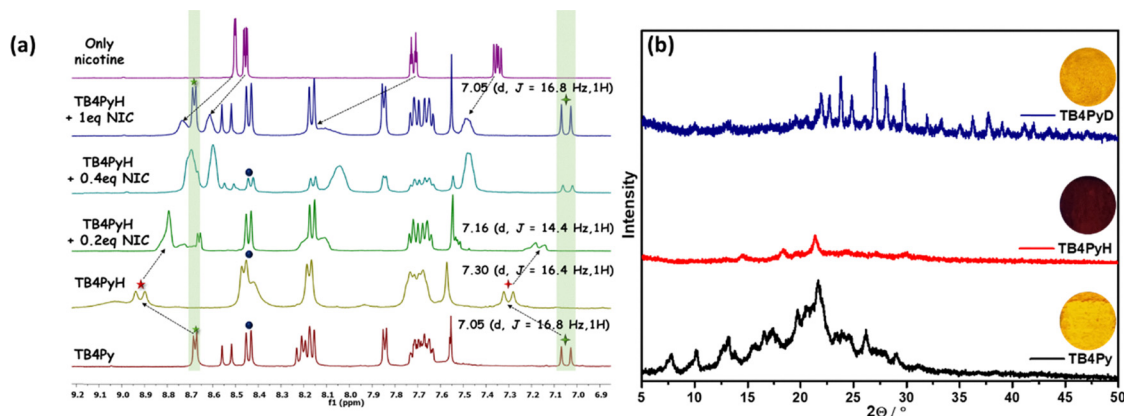 (a)
Only
nicotine
TB4PyH
+ 1eq NIC
7.05 (d, J = 16.8 Hz,1H)
TB4PyH
+ 0.4eq NIC
TB4PyH
+ 0.2eq NIC
7.16 (d, J = 14.4 Hz,1H)
TB4PyH
7.30 (d, J = 16.4 Hz,1H)
TB4Py
7.05 (d, J = 16.8 Hz,1H)
9.2 9.1 9.0 8.9 8.8 8.7 8.6 8.5 8.4 8.3 8.2 8.1 8.0 7.9 7.8 7.7 7.6 7.5 7.4 7.3 7.2 7.1 7.0 6.9
f1 (ppm)
(b)
Intensity
TB4PyD
TB4PyH
TB4Py
5 10 15 20 25 30 35 40 45 50
2Θ / °